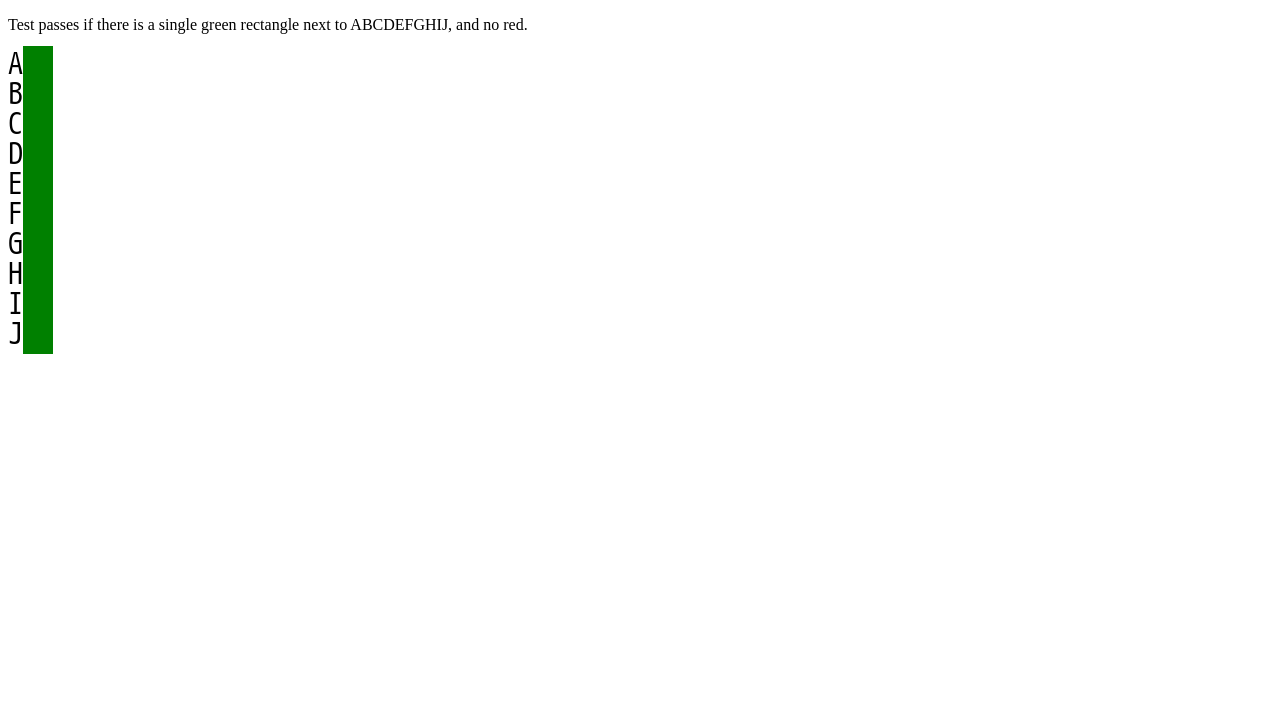 Test passes if there is a single green rectangle next to ABCDEFGHIJ, and no red.
A
B
C
D
E
F
G
H
I
J